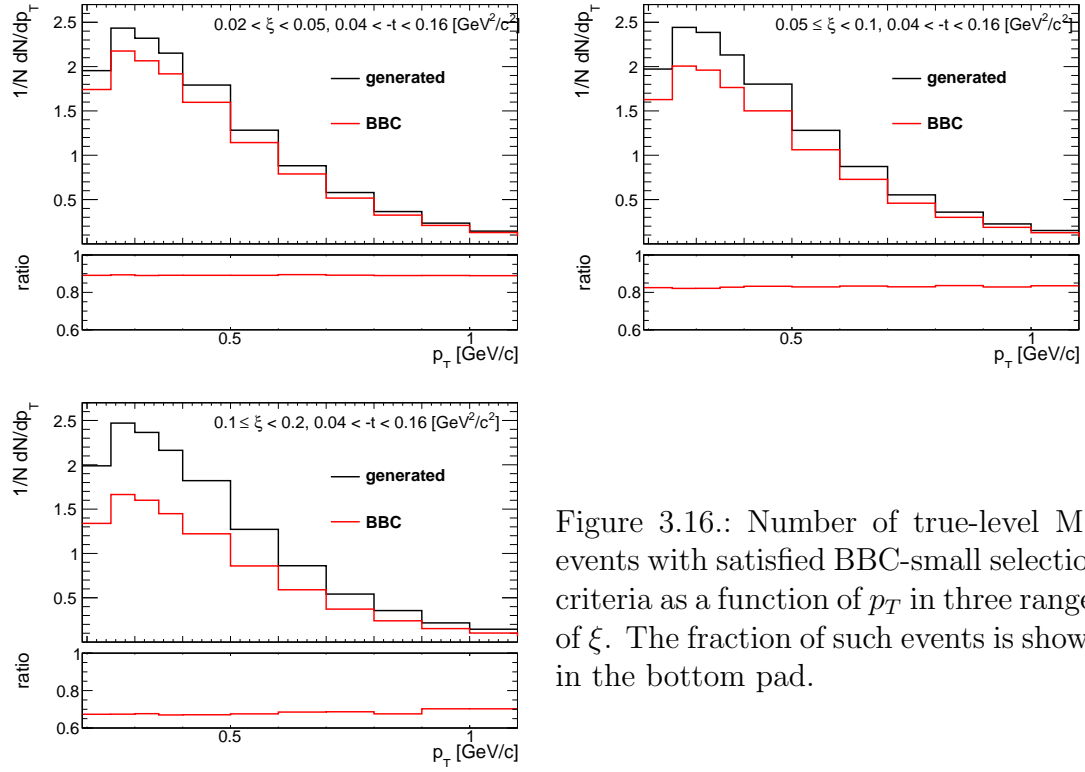 0.02 < ξ < 0.05, 0.04 < -t < 0.16 [GeV²/c²]
1/N dN/dp_T
2.5
2
1.5
1
0.5
generated
BBC
ratio
1
0.8
0.6
0.5
1
p_T [GeV/c]
0.05 ≤ ξ < 0.1, 0.04 < -t < 0.16 [GeV²/c²]
1/N dN/dp_T
2.5
2
1.5
1
0.5
generated
BBC
ratio
1
0.8
0.6
0.5
1
p_T [GeV/c]
0.1 ≤ ξ < 0.2, 0.04 < -t < 0.16 [GeV²/c²]
1/N dN/dp_T
2.5
2
1.5
1
0.5
generated
BBC
ratio
1
0.8
0.6
0.5
1
p_T [GeV/c]
Figure 3.16.: Number of true-level M
events with satisfied BBC-small selectio
criteria as a function of p_T in three range
of ξ. The fraction of such events is show
in the bottom pad.